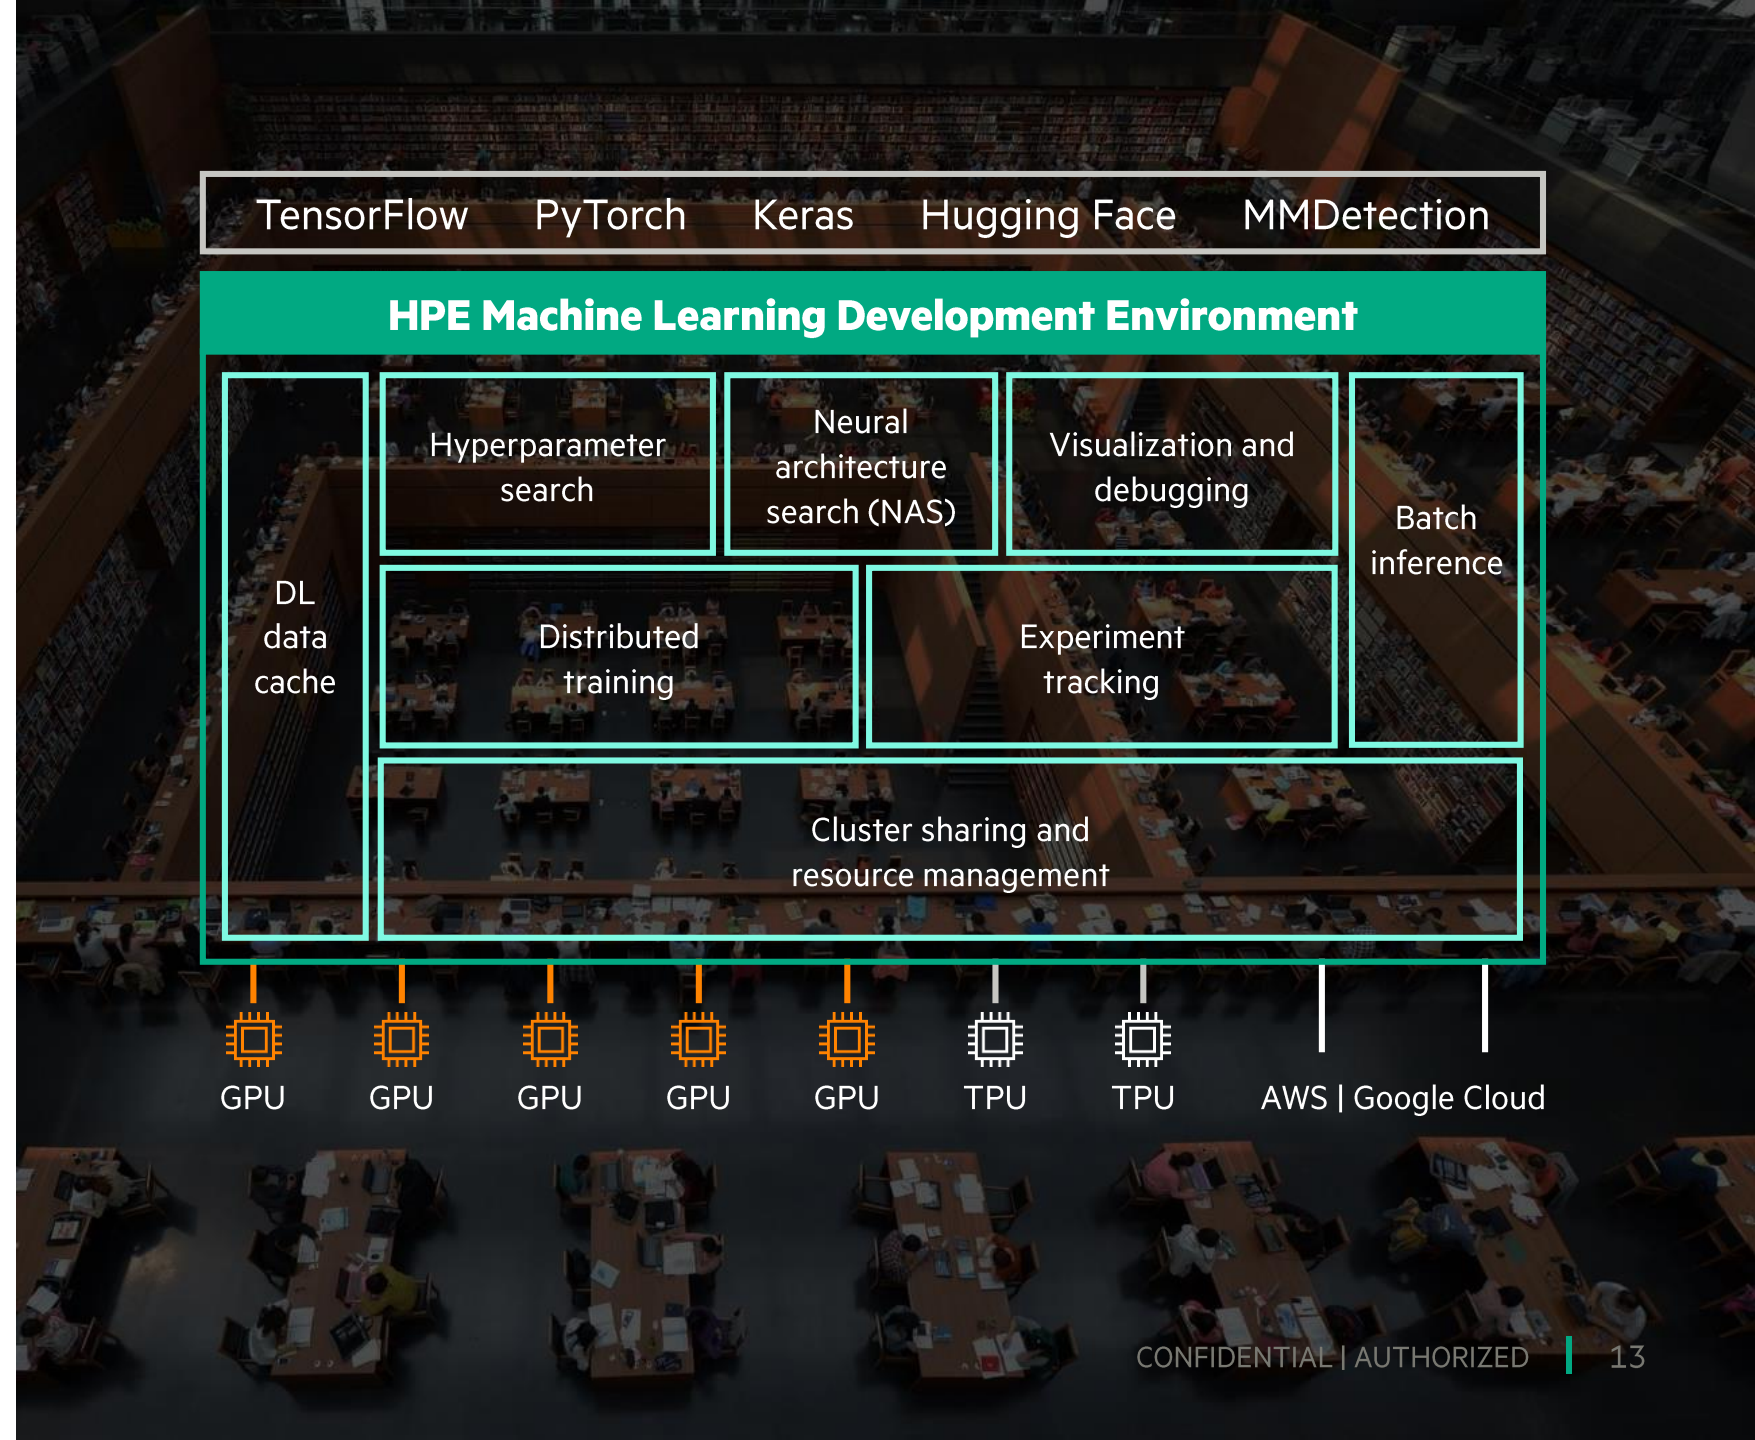 TensorFlow PyTorch Keras Hugging Face MMDetection
HPE Machine Learning Development Environment
DL
data
cache
Hyperparameter
search
Neural
architecture
search (NAS)
Visualization and
debugging
Batch
inference
Distributed
training
Experiment
tracking
Cluster sharing and
resource management
GPU GPU GPU GPU GPU TPU TPU AWS | Google Cloud
CONFIDENTIAL | AUTHORIZED 13